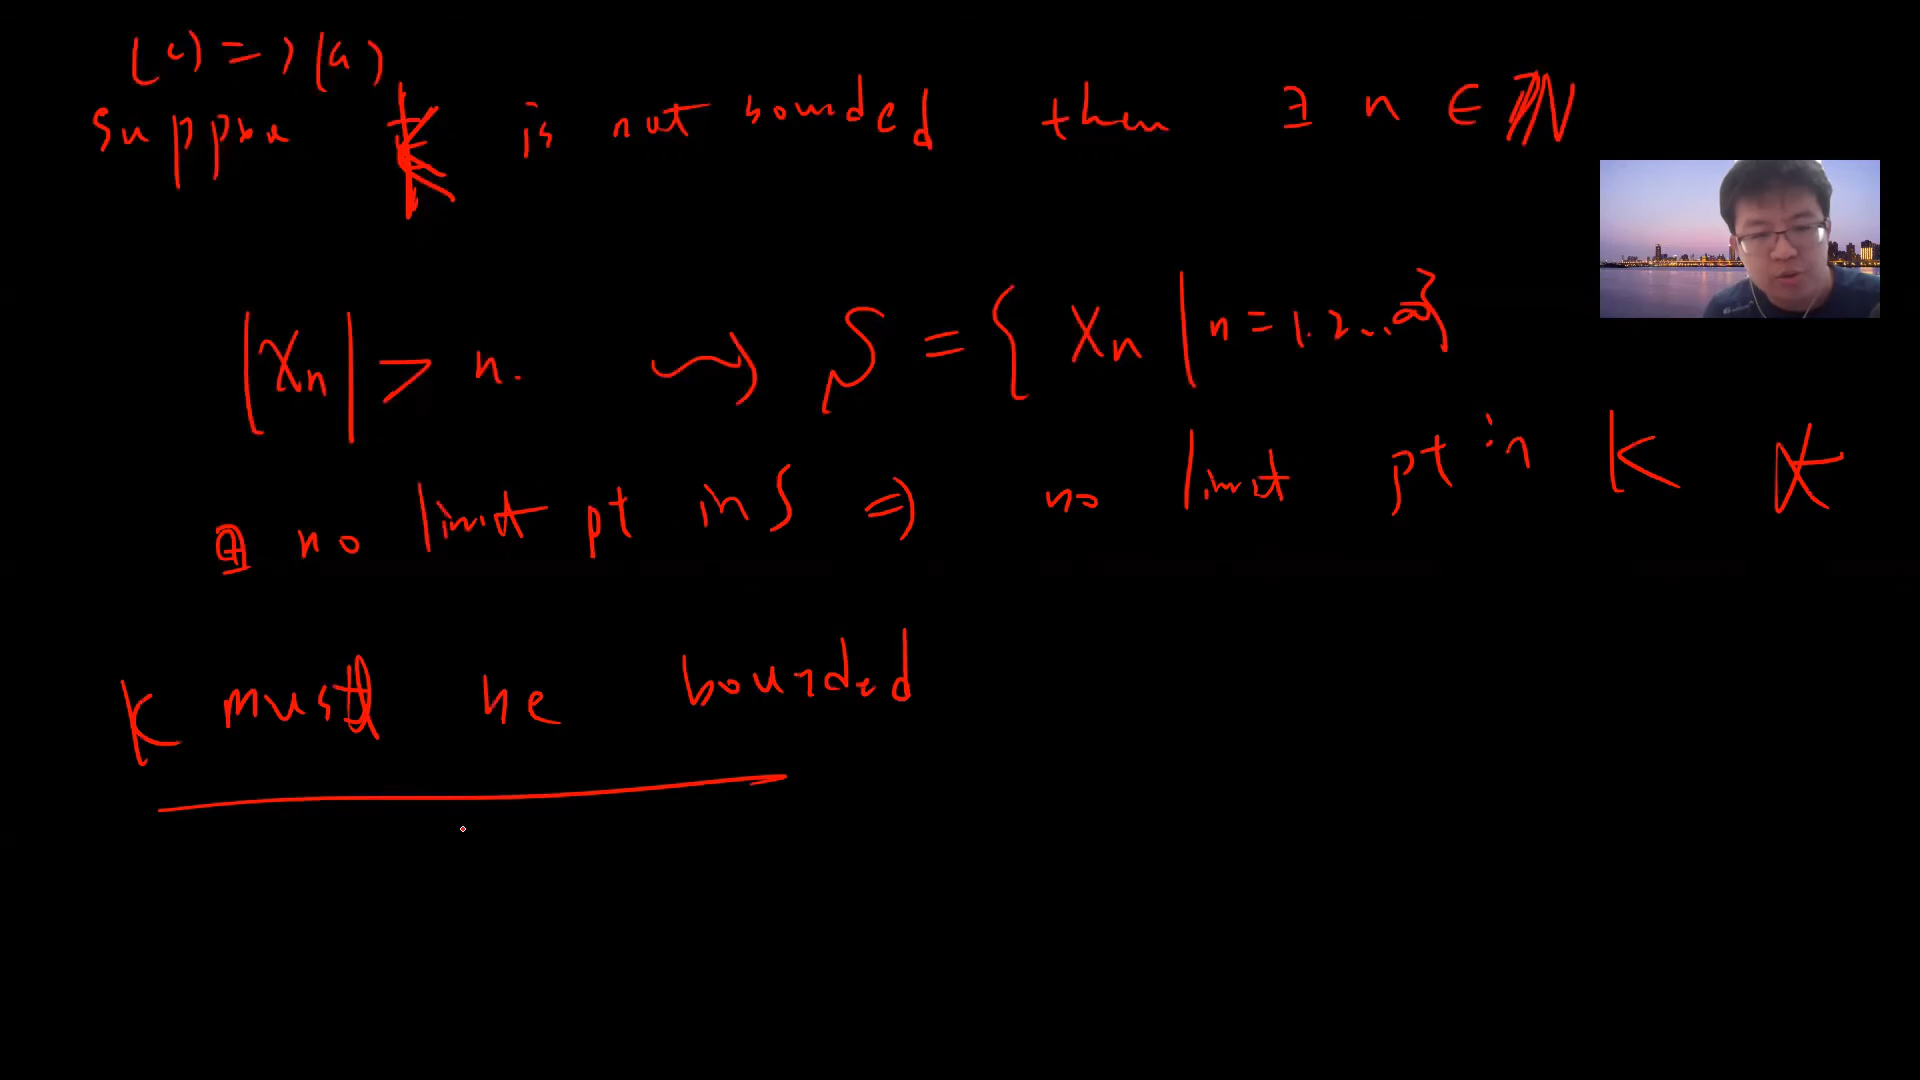 (c) => (a)
suppose K is not bounded then ∃ n ∈ N
|Xn| > n. ⇝ S = { Xn | n = 1.2...∞}
no limit pt in S => no limit pt in K
K must be bounded